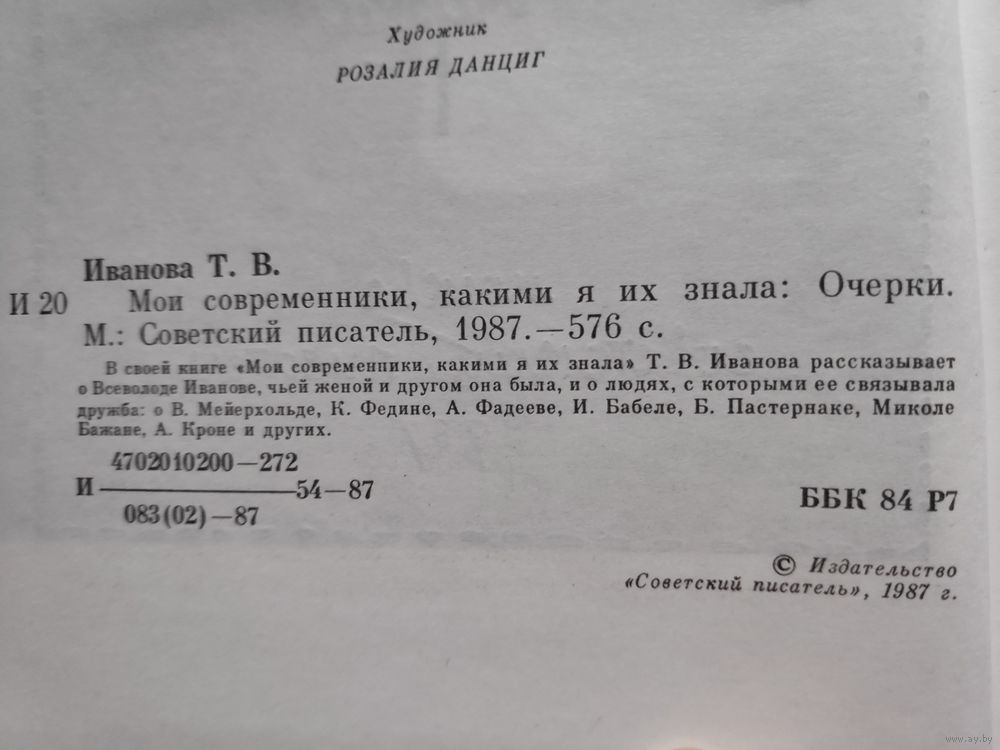 Художник
РОЗАЛИЯ ДАНЦИГ
Иванова Т. В.
И 20 Мои современники, какими я их знала: Очерки.
М.: Советский писатель, 1987.—576 с.
В своей книге «Мои современники, какими я их знала» Т. В. Иванова рассказывает
о Всеволоде Иванове, чьей женой и другом она была, и о людях, с которыми ее связывала
дружба: о В. Мейерхольде, К. Федине, А. Фадееве, И. Бабеле, Б. Пастернаке, Миколе
Бажане, А. Кроне и других.
4702010200—272
И ————— 54—87
083(02)—87
ББК 84 Р7
© Издательство
«Советский писатель», 1987 г.
www.ay.by